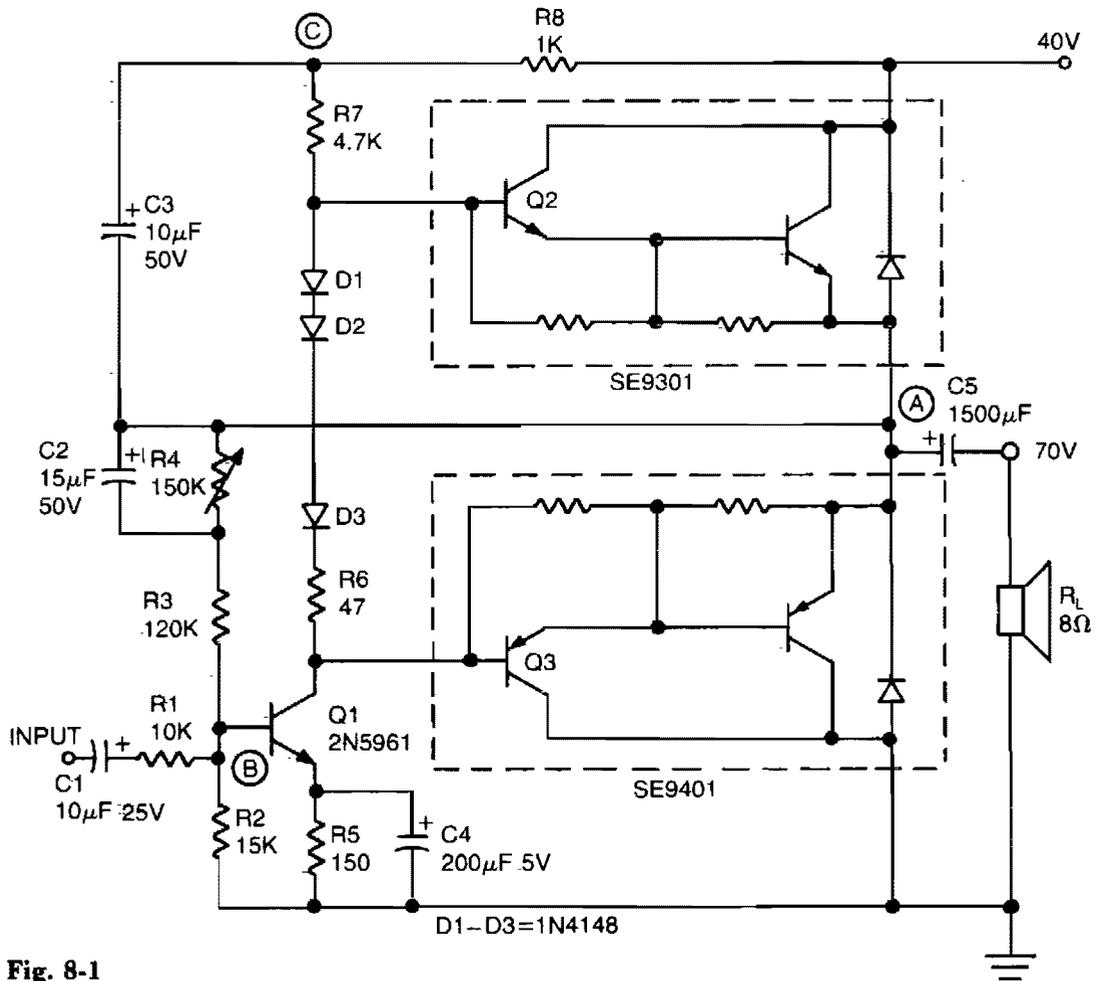 C
R8
1K
40V
R7
4.7K
+
C3
10µF
50V
Q2
D1
D2
SE9301
A
C5
1500µF
+
70V
C2
15µF
50V
+
R4
150K
D3
R6
47
R3
120K
Q3
RL
8Ω
R1
10K
INPUT
+
C1
10µF 25V
B
Q1
2N5961
SE9401
R2
15K
R5
150
+
C4
200µF 5V
D1–D3=1N4148
Fig. 8-1